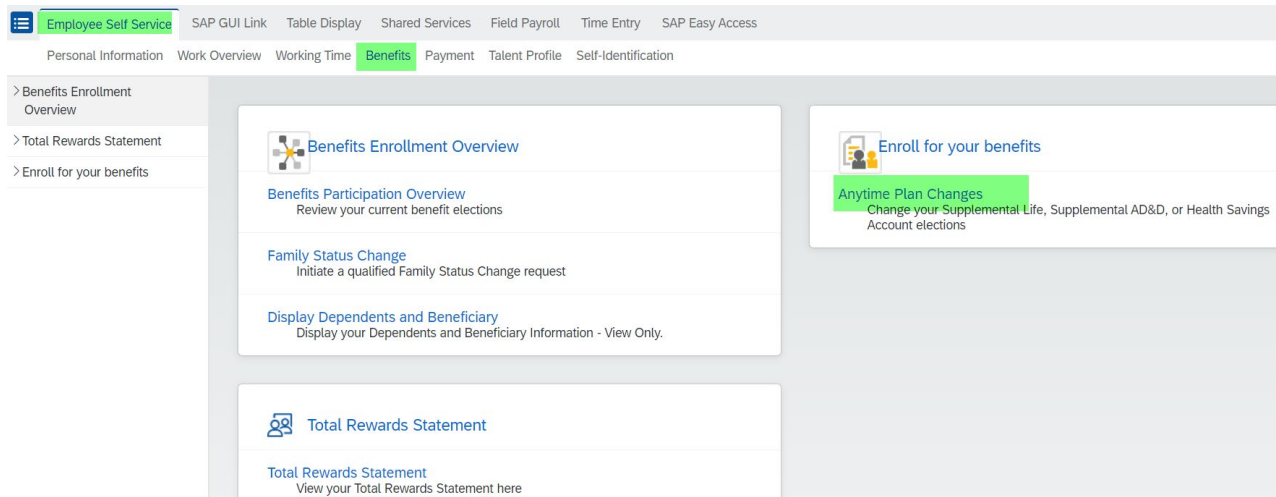 Employee Self Service SAP GUI Link Table Display Shared Services Field Payroll Time Entry SAP Easy Access
Personal Information Work Overview Working Time Benefits Payment Talent Profile Self-Identification
Benefits Enrollment
Overview
Total Rewards Statement
Enroll for your benefits
Benefits Enrollment Overview
Benefits Participation Overview
Review your current benefit elections
Family Status Change
Initiate a qualified Family Status Change request
Display Dependents and Beneficiary
Display your Dependents and Beneficiary Information - View Only.
Enroll for your benefits
Anytime Plan Changes
Change your Supplemental Life, Supplemental AD&D, or Health Savings
Account elections
Total Rewards Statement
Total Rewards Statement
View your Total Rewards Statement here